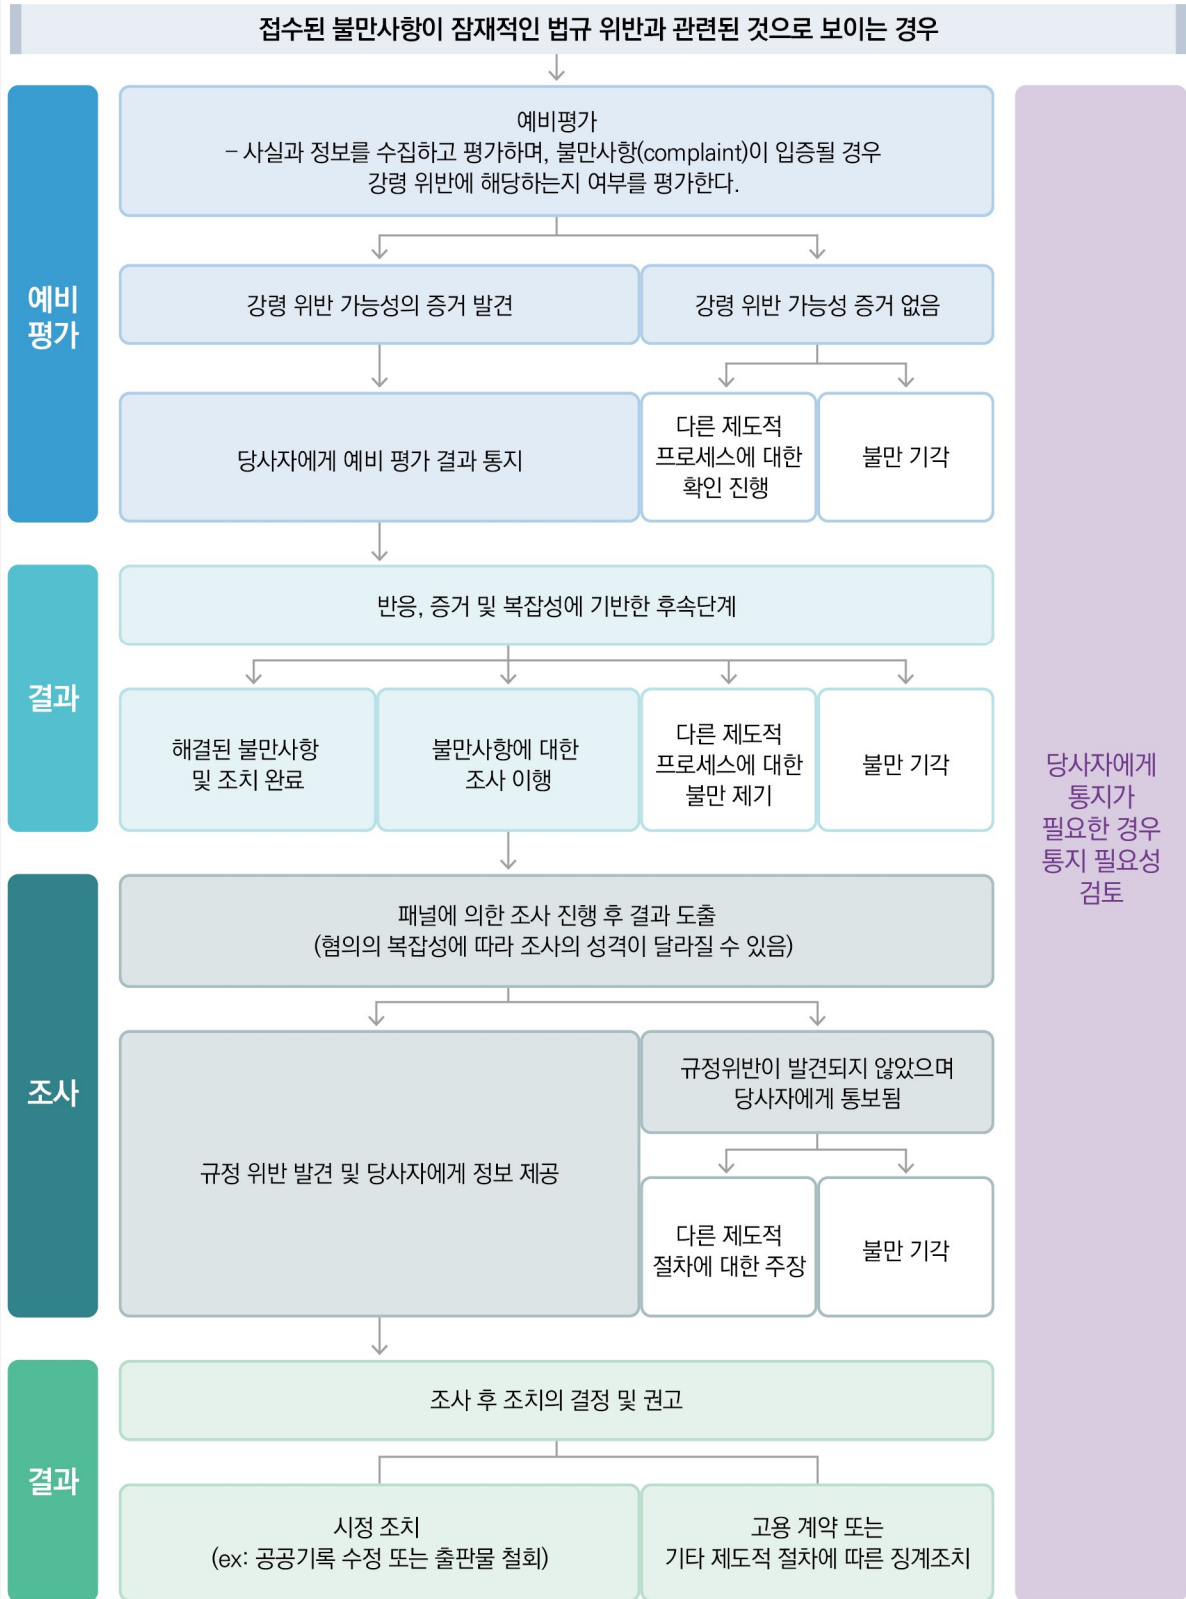 접수된 불만사항이 잠재적인 법규 위반과 관련된 것으로 보이는 경우
예비
평가
예비평가
– 사실과 정보를 수집하고 평가하며, 불만사항(complaint)이 입증될 경우
강령 위반에 해당하는지 여부를 평가한다.
강령 위반 가능성의 증거 발견
강령 위반 가능성 증거 없음
당사자에게 예비 평가 결과 통지
다른 제도적
프로세스에 대한
확인 진행
불만 기각
결과
반응, 증거 및 복잡성에 기반한 후속단계
해결된 불만사항
및 조치 완료
불만사항에 대한
조사 이행
다른 제도적
프로세스에 대한
불만 제기
불만 기각
조사
패널에 의한 조사 진행 후 결과 도출
(혐의의 복잡성에 따라 조사의 성격이 달라질 수 있음)
규정 위반 발견 및 당사자에게 정보 제공
규정위반이 발견되지 않았으며
당사자에게 통보됨
다른 제도적
절차에 대한 주장
불만 기각
결과
조사 후 조치의 결정 및 권고
시정 조치
(ex: 공공기록 수정 또는 출판물 철회)
고용 계약 또는
기타 제도적 절차에 따른 징계조치
당사자에게
통지가
필요한 경우
통지 필요성
검토